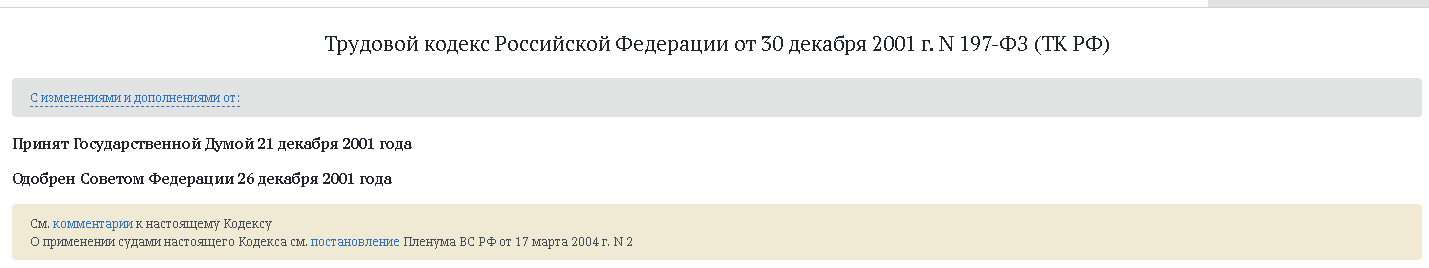 Трудовой кодекс Российской Федерации от 30 декабря 2001 г. N 197-ФЗ (ТК РФ)
С изменениями и дополнениями от:
Принят Государственной Думой 21 декабря 2001 года
Одобрен Советом Федерации 26 декабря 2001 года
См. комментарии к настоящему Кодексу
О применении судами настоящего Кодекса см. постановление Пленума ВС РФ от 17 марта 2004 г. N 2